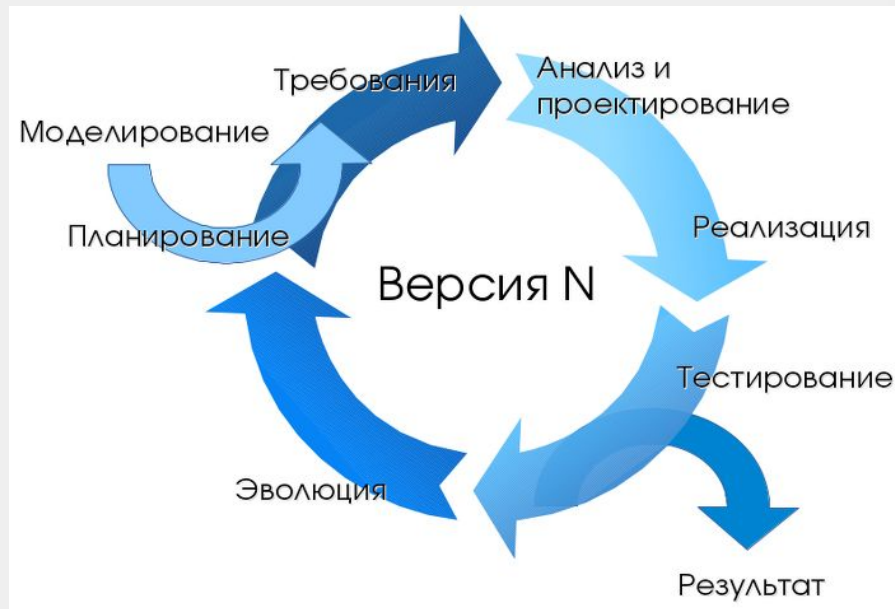 Требования
Анализ и
проектирование
Моделирование
Планирование
Реализация
Версия N
Тестирование
Эволюция
Результат